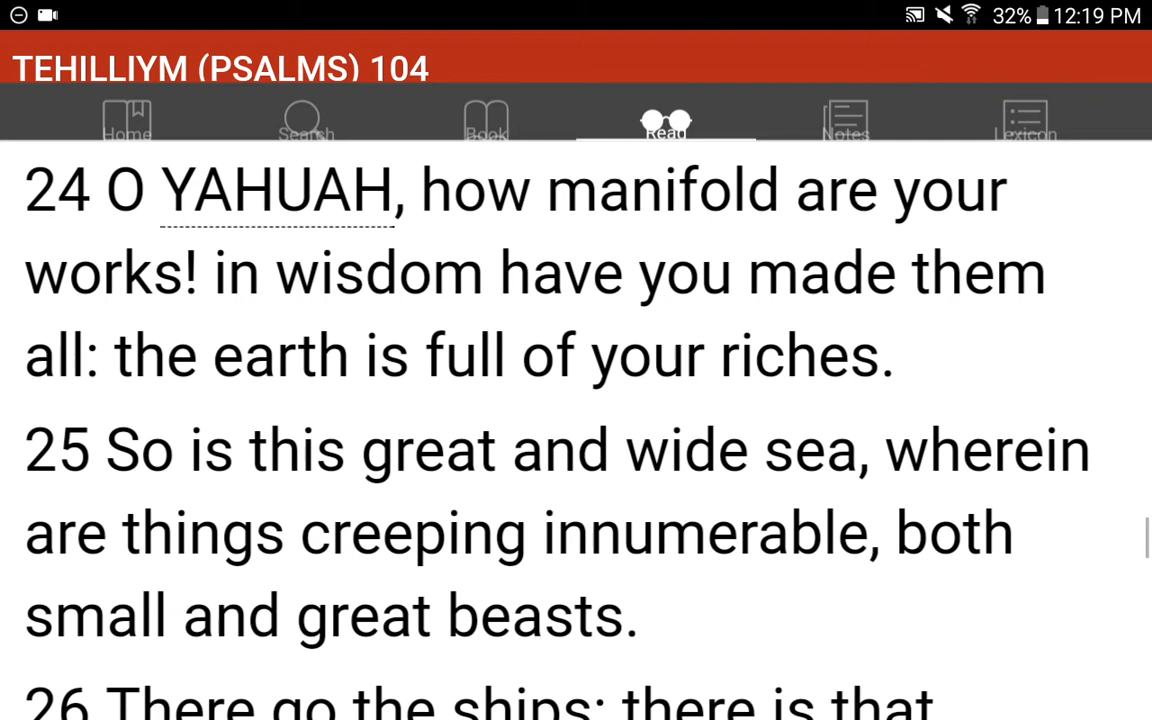 32% 12:19 PM
TEHILLIYM (PSALMS) 104
Home Search Book Read Notes Lexicon
24 O YAHUAH, how manifold are your
works! in wisdom have you made them
all: the earth is full of your riches.
25 So is this great and wide sea, wherein
are things creeping innumerable, both
small and great beasts.
26 There go the ships: there is that